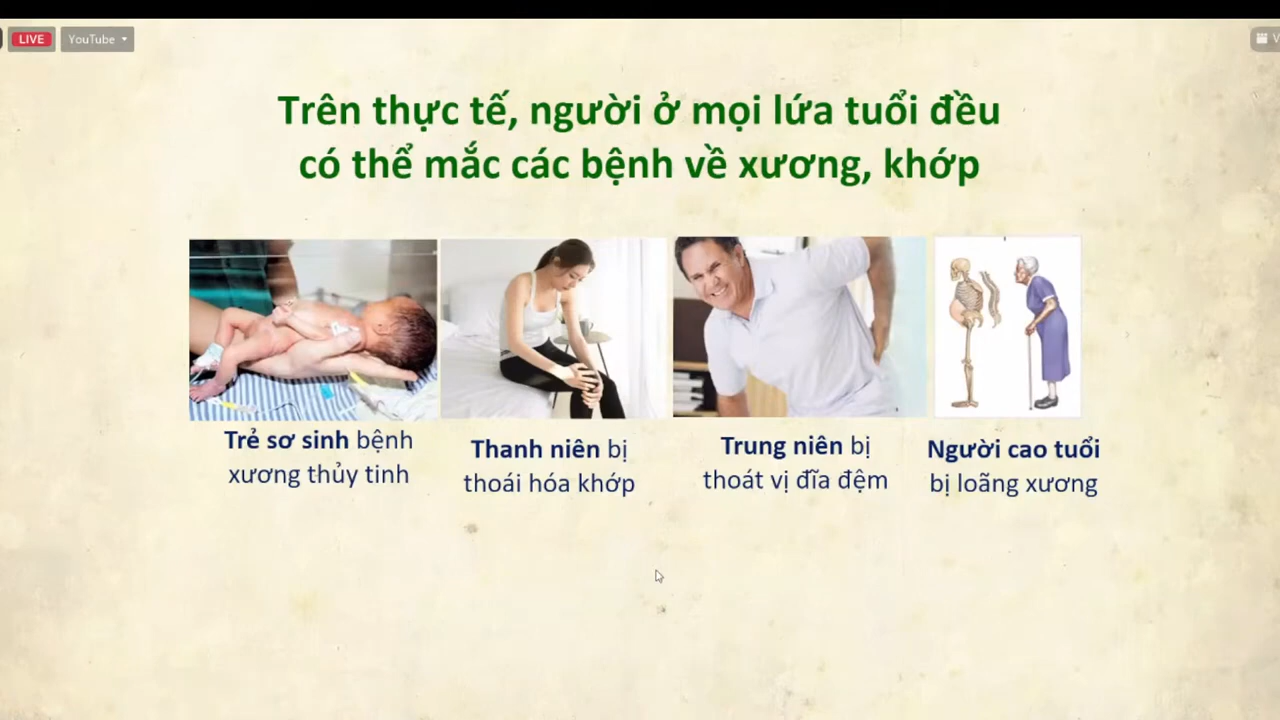 LIVE
YouTube
V
Trên thực tế, người ở mọi lứa tuổi đều
có thể mắc các bệnh về xương, khớp
Trẻ sơ sinh bệnh
xương thủy tinh
Thanh niên bị
thoái hóa khớp
Trung niên bị
thoát vị đĩa đệm
Người cao tuổi
bị loãng xương